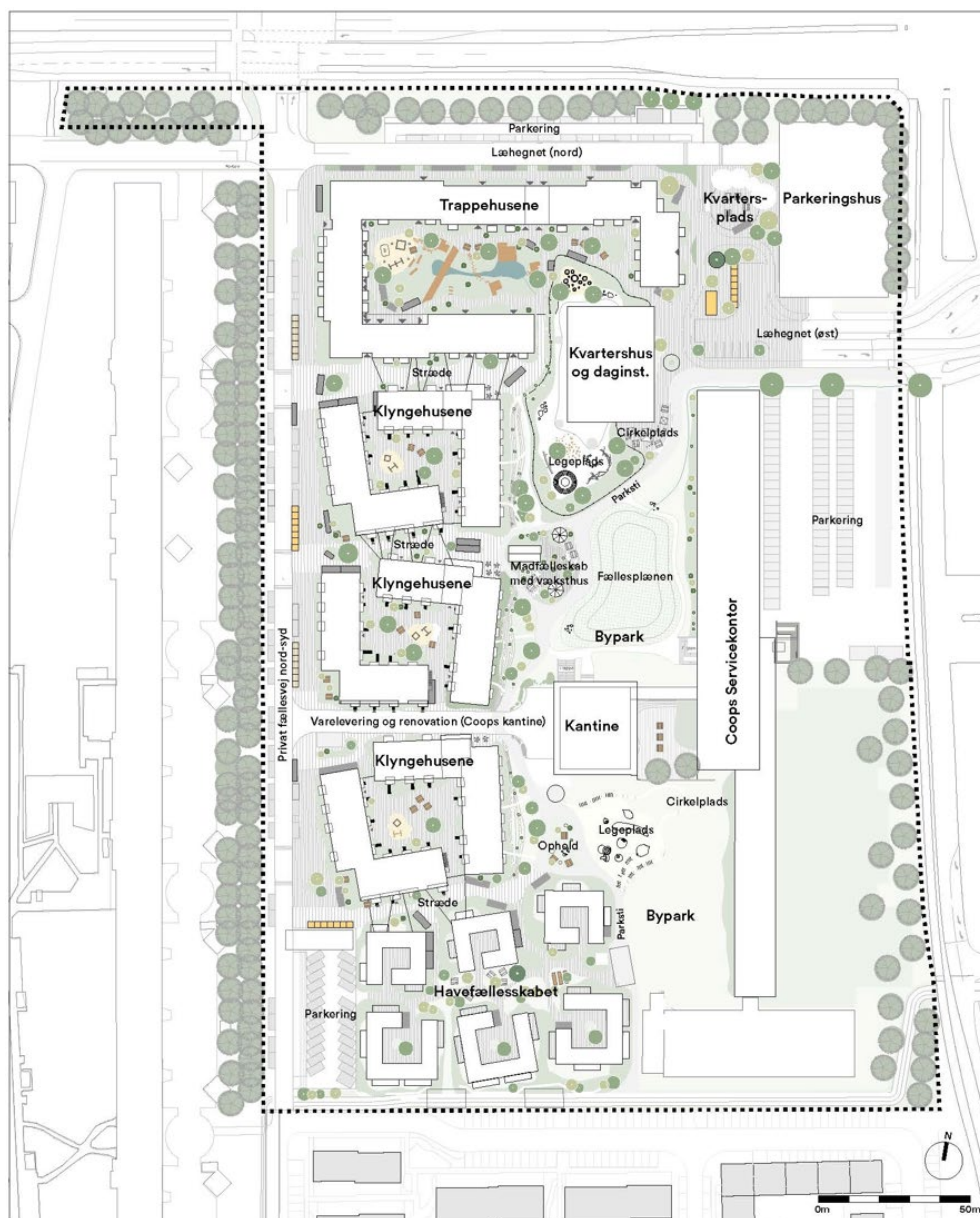 Parkering
Læhegnet (nord)
Trappehusene
Kvarters-
plads
Parkeringshus
Læhegnet (øst)
Kvartershus
og daginst.
Stræde
Klyngehusene
Cirkelplads
Legeplads
Parksti
Parkering
Stræde
Madfælleskab
med væksthus
Fællesplænen
Klyngehusene
Bypark
Coops Servicekontor
Privat fællesvej nord-syd
Varelevering og renovation (Coops kantine)
Kantine
Klyngehusene
Cirkelplads
Legeplads
Ophold
Stræde
Parksti
Bypark
Havefællesskabet
Parkering
N
0m
50m